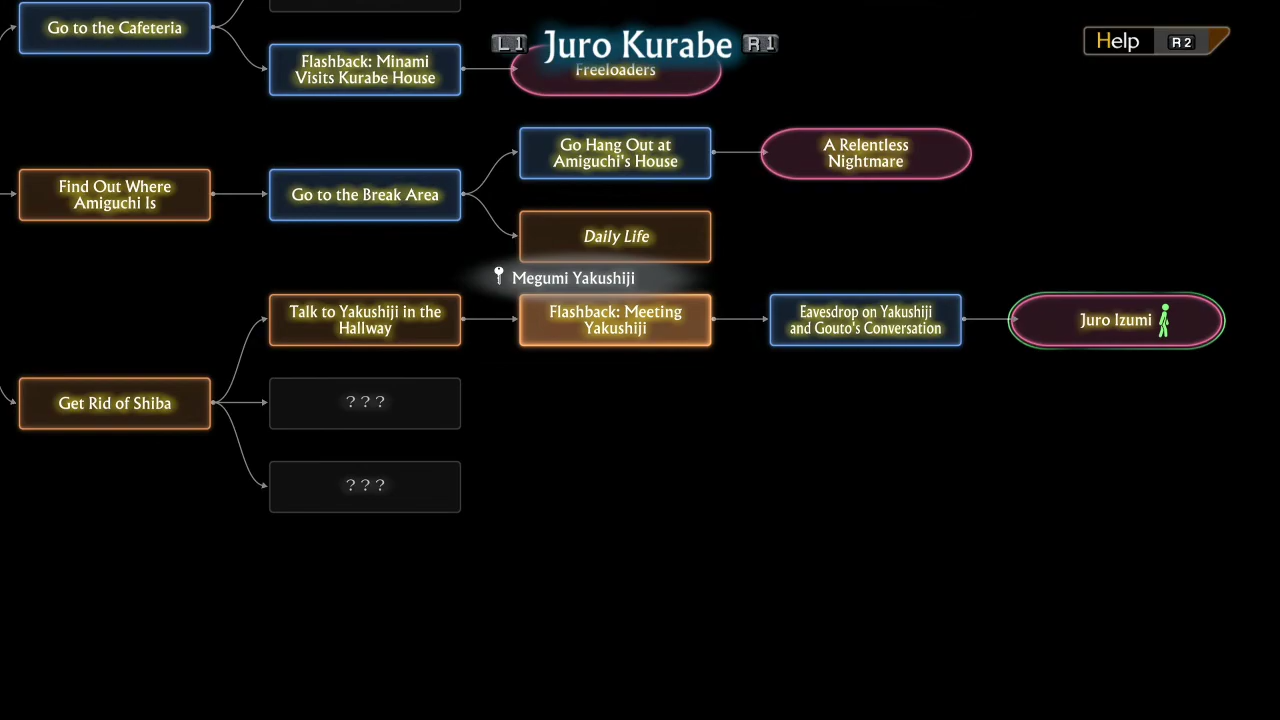 Go to the Cafeteria
L1
Juro Kurabe
R1
Help
R2
Flashback: Minami
Visits Kurabe House
Freeloaders
Go Hang Out at
Amiguchi's House
A Relentless
Nightmare
Find Out Where
Amiguchi Is
Go to the Break Area
Daily Life
Megumi Yakushiji
Talk to Yakushiji in the
Hallway
Flashback: Meeting
Yakushiji
Eavesdrop on Yakushiji
and Gouto's Conversation
Juro Izumi
Get Rid of Shiba
? ? ?
? ? ?